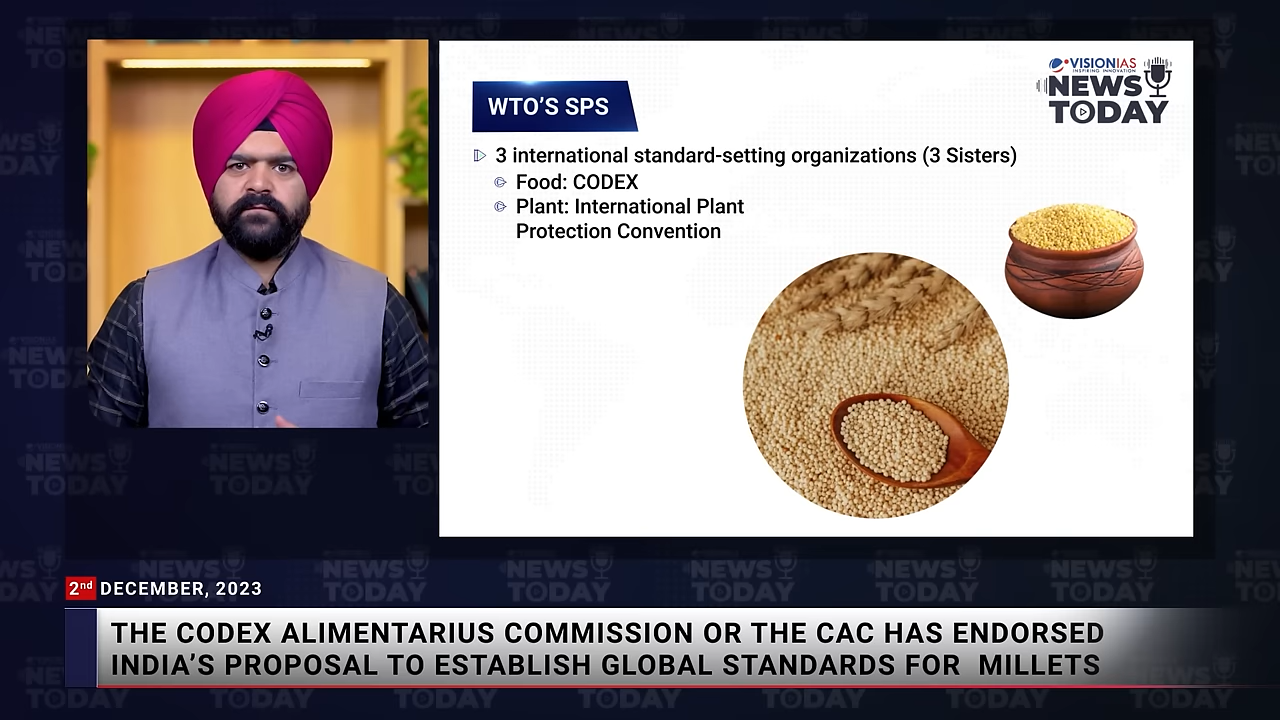 VISIONIAS
INSPIRING INNOVATION
NEWS
TODAY
WTO'S SPS
3 international standard-setting organizations (3 Sisters)
Food: CODEX
Plant: International Plant
Protection Convention
2nd DECEMBER, 2023
THE CODEX ALIMENTARIUS COMMISSION OR THE CAC HAS ENDORSED
INDIA'S PROPOSAL TO ESTABLISH GLOBAL STANDARDS FOR MILLETS